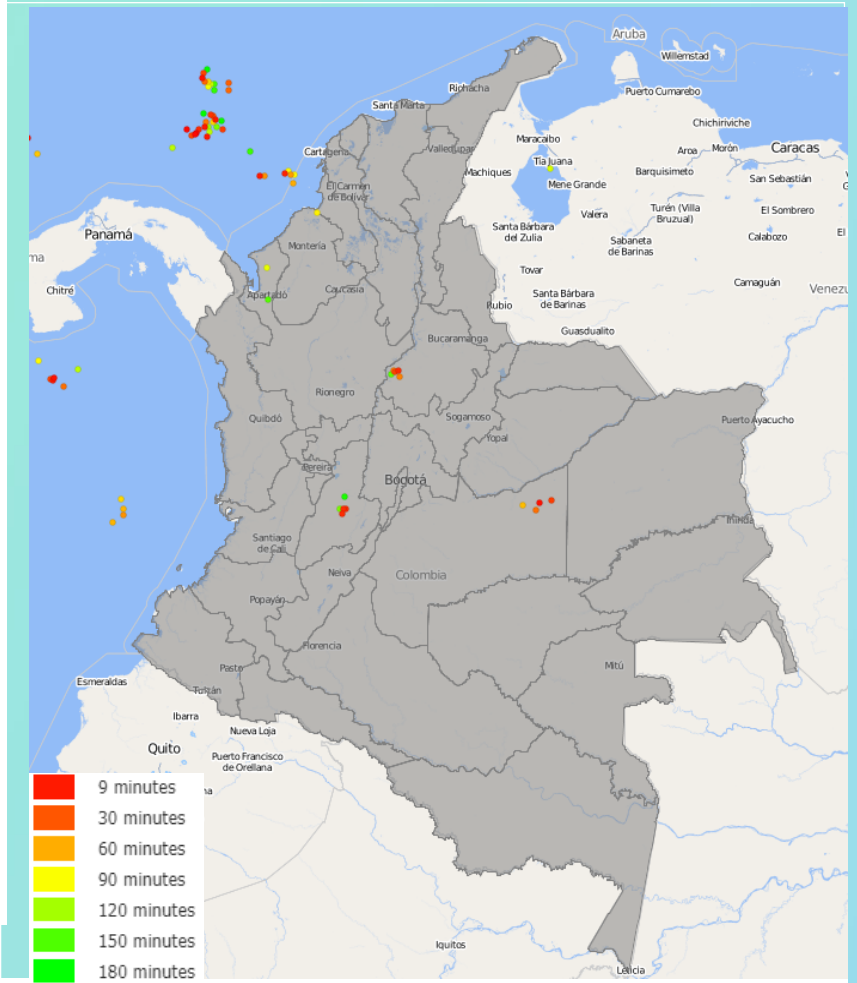 Aruba
Willemstad
Riohacha
Puerto Cumarebo
Santa Marta
Chichiriviche
Maracaibo
Cartagena
Valledupar
Tía Juana
Aroa
Morón
Caracas
Machiques
Mene Grande
Barquisimeto
San Sebastián
El Carmen
de Bolívar
Valera
Turén (Villa
Bruzual)
El Sombrero
Panamá
Montería
Santa Bárbara
del Zulia
Sabaneta
de Barinas
Calabozo
El
ma
Tovar
Chitré
Apartadó
Caucasia
Santa Bárbara
de Barinas
Camaguán
Venezu
Rubio
Guasdualito
Bucaramanga
Rionegro
Quibdó
Sogamoso
Yopal
Puerto Ayacucho
Pereira
Bogotá
Inírida
Santiago
de Cali
Neiva
Colombia
Popayán
Florencia
Mitú
Pasto
Esmeraldas
Tulcán
Ibarra
Nueva Loja
Quito
Puerto Francisco
de Orellana
na
9 minutes
30 minutes
60 minutes
90 minutes
120 minutes
150 minutes
180 minutes
Iquitos
Leticia